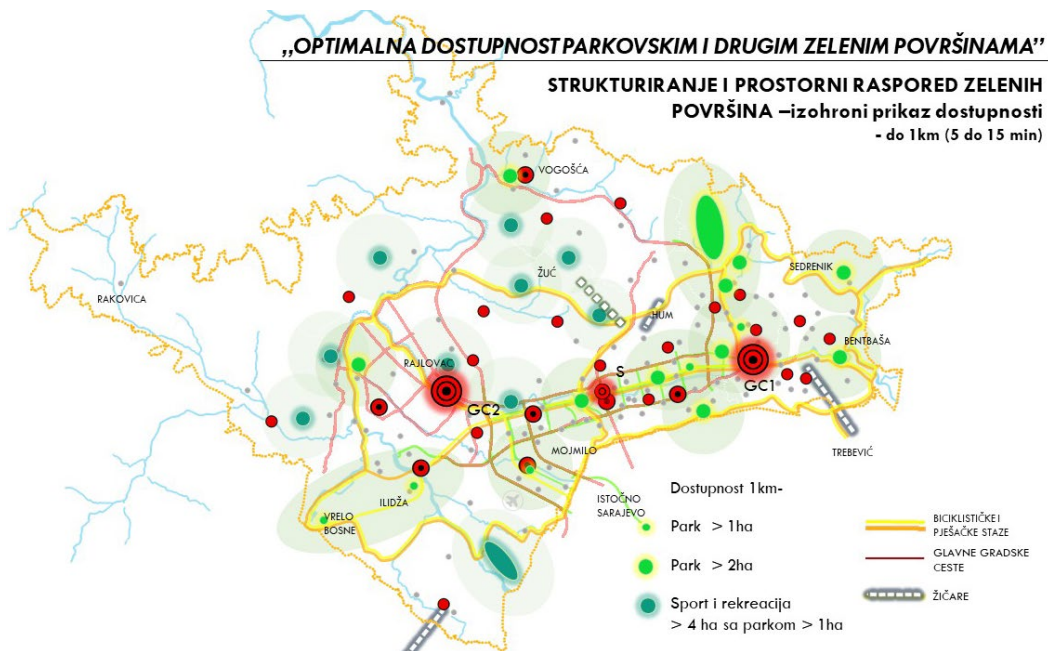 „OPTIMALNA DOSTUPNOST PARKOVSKIM I DRUGIM ZELENIM POVRŠINAMA”
STRUKTURIRANJE I PROSTORNI RASPORED ZELENIH
POVRŠINA –izohroni prikaz dostupnosti
- do 1km (5 do 15 min)
VOGOŠĆA
SEDRENIK
ŽUČ
RAKOVICA
HUM
BENTBAŠA
RAJLOVAC
S
GC1
GC2
TREBEVIĆ
MOJMILO
ILIDŽA
ISTOČNO
SARAJEVO
VRELO
BOSNE
Dostupnost 1km-
Park > 1ha
Park > 2ha
Sport i rekreacija
> 4 ha sa parkom > 1ha
BICIKLISTIČKE I
PJEŠAČKE STAZE
GLAVNE GRADSKE
CESTE
ŽIČARE